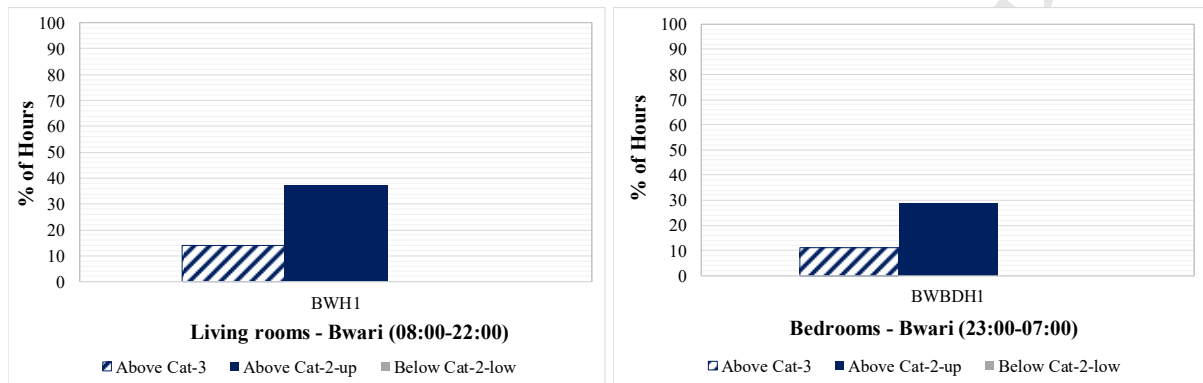 100
90
80
70
60
50
40
30
20
10
0
% of Hours
BWH1
Living rooms - Bwari (08:00-22:00)
Above Cat-3 Above Cat-2-up Below Cat-2-low
100
90
80
70
60
50
40
30
20
10
0
% of Hours
BWBDH1
Bedrooms - Bwari (23:00-07:00)
Above Cat-3 Above Cat-2-up Below Cat-2-low